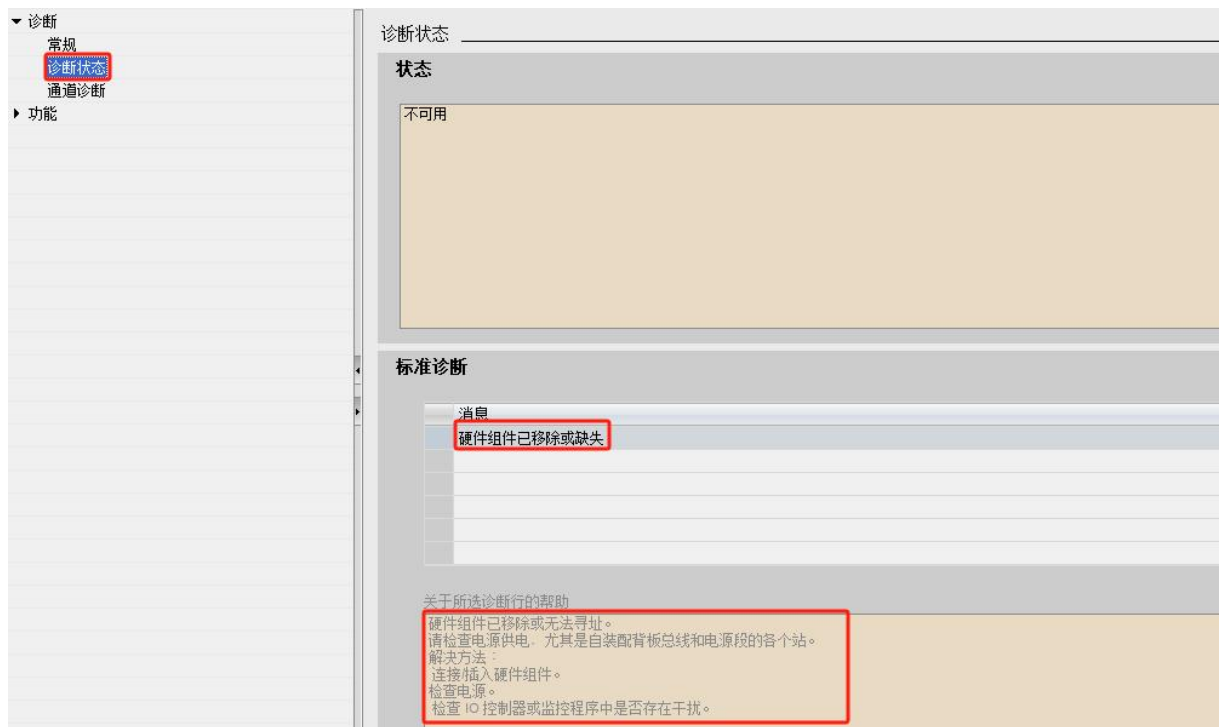 诊断
常规
诊断状态
通道诊断
功能
诊断状态
状态
不可用
标准诊断
消息
硬件组件已移除或缺失
关于所选诊断行的帮助
硬件组件已移除或无法寻址。
请检查电源供电，尤其是自装配背板总线和电源段的各个站。
解决方法：
连接/插入硬件组件。
检查电源。
检查 IO 控制器或监控程序中是否存在干扰。